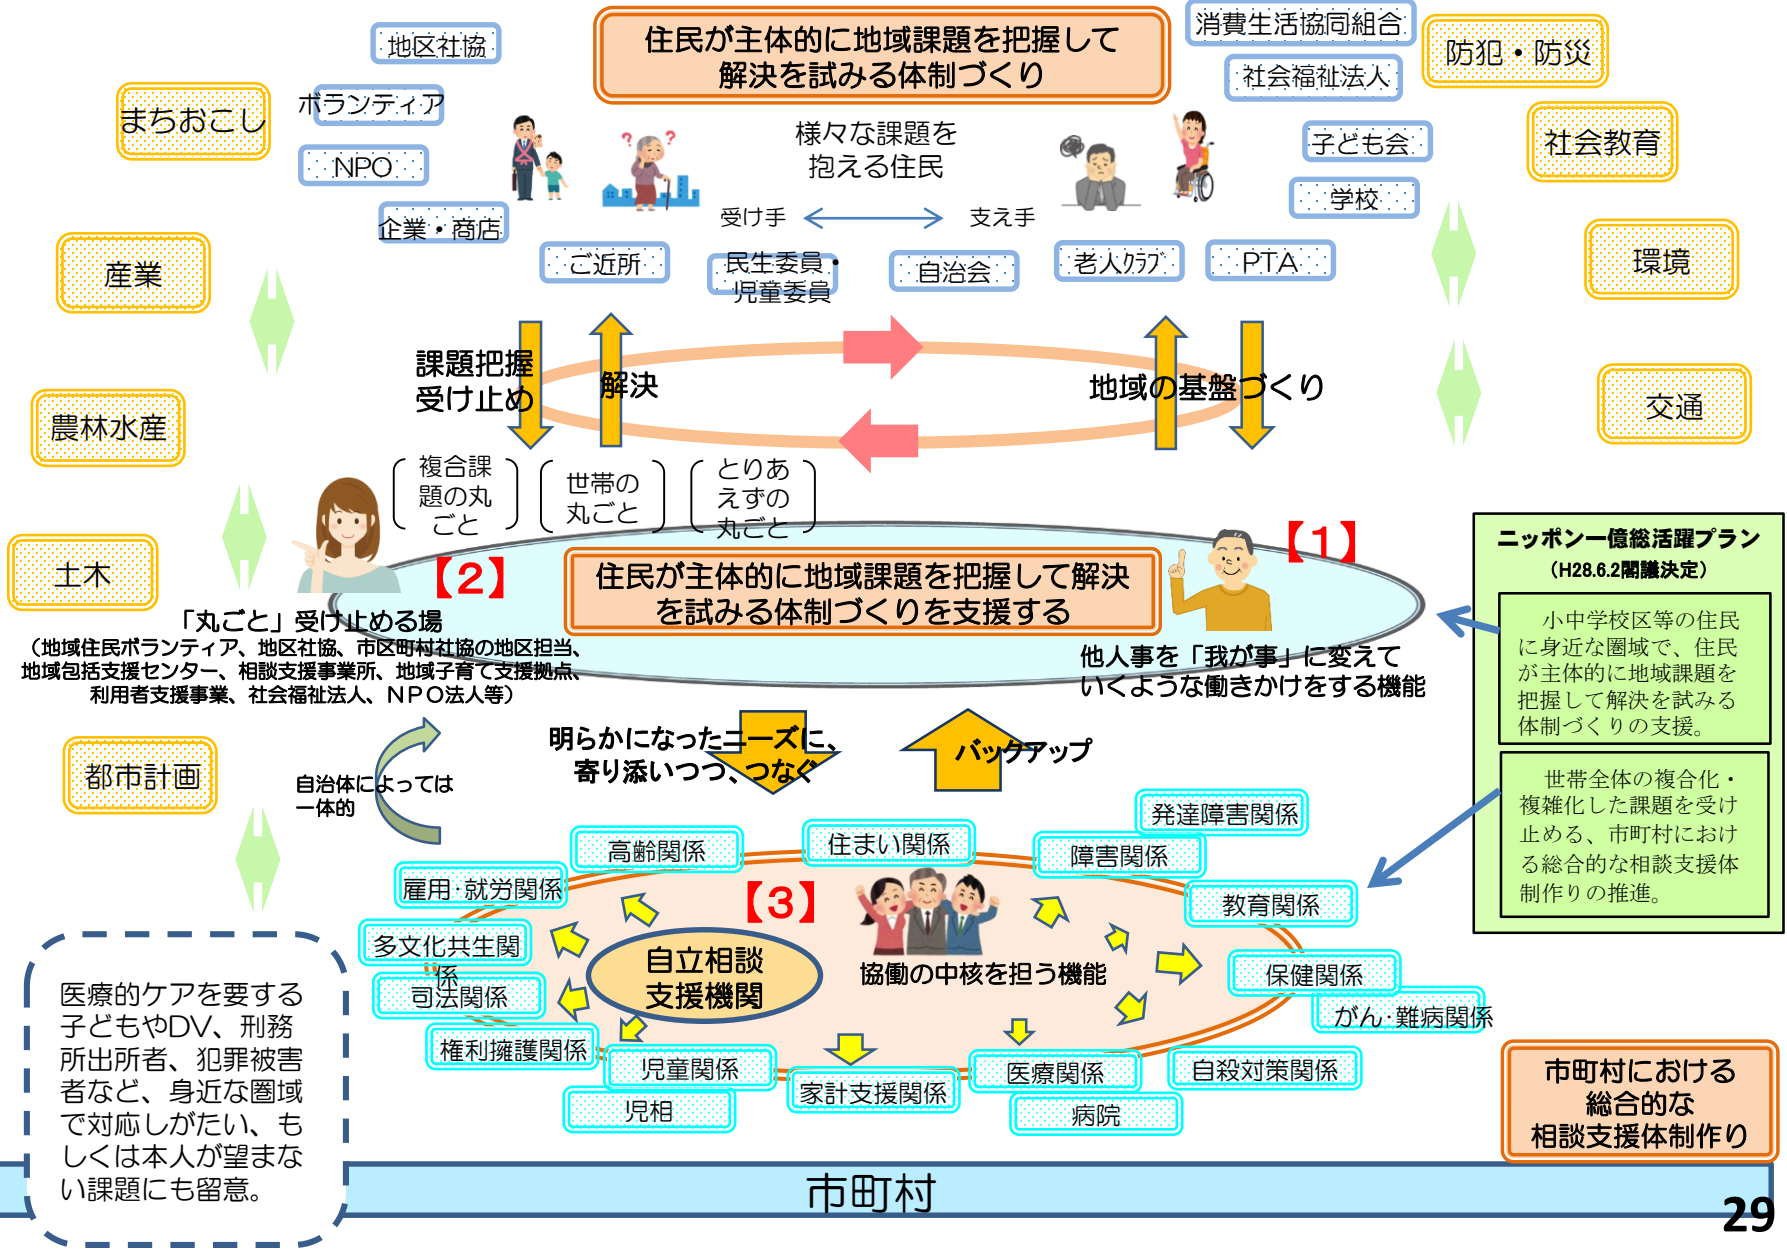 住民が主体的に地域課題を把握して
解決を試みる体制づくり
地区社協
ボランティア
NPO
企業・商店
まちおこし
産業
農林水産
土木
都市計画
消費生活協同組合
社会福祉法人
子ども会
学校
防犯・防災
社会教育
環境
交通
?
?
様々な課題を
抱える住民
受け手
支え手
ご近所
民生委員・
児童委員
自治会
老人クラブ
PTA
課題把握
受け止め
解決
地域の基盤づくり
複合課
題の丸
ごと
世帯の
丸ごと
とりあ
えずの
丸ごと
【2】
【1】
住民が主体的に地域課題を把握して解決
を試みる体制づくりを支援する
「丸ごと」受け止める場
（地域住民ボランティア、地区社協、市区町村社協の地区担当、
地域包括支援センター、相談支援事業所、地域子育て支援拠点、
利用者支援事業、社会福祉法人、NPO法人等）
他人事を「我が事」に変えて
いくような働きかけをする機能
ニッポン一億総活躍プラン
（H28.6.2閣議決定）
小中学校区等の住民
に身近な圏域で、住民
が主体的に地域課題を
把握して解決を試みる
体制づくりの支援。
世帯全体の複合化・
複雑化した課題を受け
止める、市町村におけ
る総合的な相談支援体
制作りの推進。
自治体によっては
一体的
明らかになったニーズに、
寄り添いつつ、つなぐ
バックアップ
【3】
自立相談
支援機関
協働の中核を担う機能
高齢関係
住まい関係
発達障害関係
障害関係
雇用・就労関係
教育関係
多文化共生関
係
保健関係
司法関係
がん・難病関係
権利擁護関係
児童関係
児相
家計支援関係
医療関係
病院
自殺対策関係
医療的ケアを要する
子どもやDV、刑務
所出所者、犯罪被害
者など、身近な圏域
で対応しがたい、も
しくは本人が望まな
い課題にも留意。
市町村における
総合的な
相談支援体制作り
市町村
29